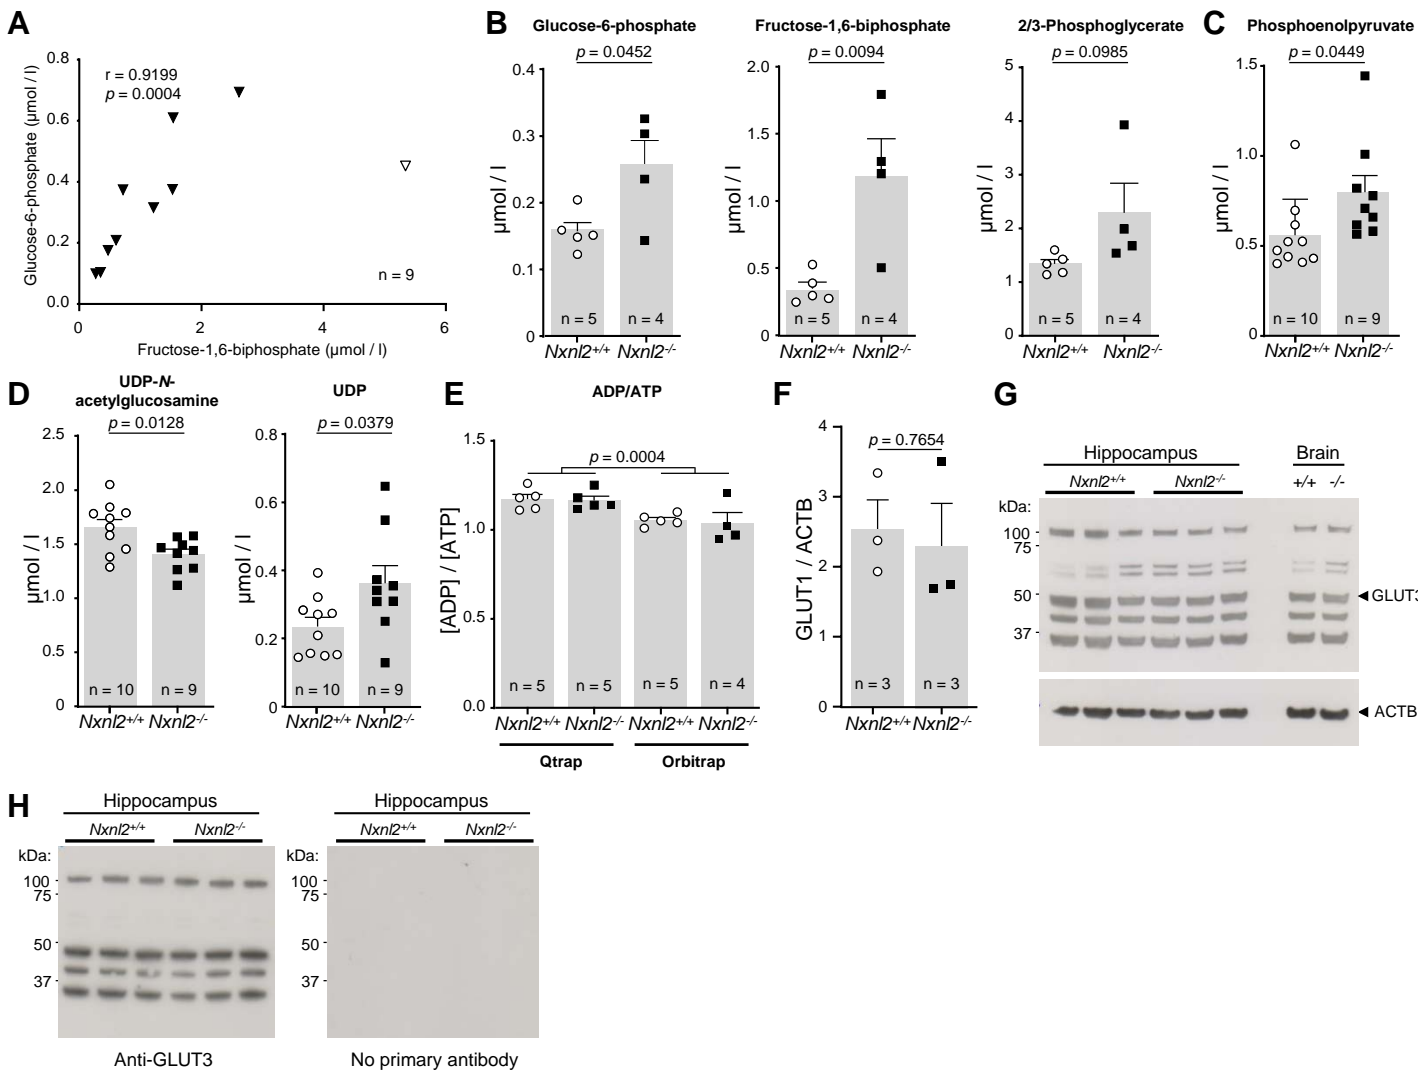 A
Glucose-6-phosphate (µmol / l)
0.8
0.6
0.4
0.2
0.0
r = 0.9199
p = 0.0004
n = 9
0 2 4 6
Fructose-1,6-biphosphate (µmol / l)
B
Glucose-6-phosphate
p = 0.0452
µmol / l
0.4
0.3
0.2
0.1
0
n = 5 n = 4
Nxnl2+/+ Nxnl2-/-
Fructose-1,6-biphosphate
p = 0.0094
µmol / l
2.0
1.5
1.0
0.5
0
n = 5 n = 4
Nxnl2+/+ Nxnl2-/-
2/3-Phosphoglycerate
p = 0.0985
µmol / l
5
4
3
2
1
0
n = 5 n = 4
Nxnl2+/+ Nxnl2-/-
C
Phosphoenolpyruvate
p = 0.0449
µmol / l
1.5
1.0
0.5
0
n = 10 n = 9
Nxnl2+/+ Nxnl2-/-
D
UDP-N-
acetylglucosamine
p = 0.0128
µmol / l
2.5
2.0
1.5
1.0
0.5
0
n = 10 n = 9
Nxnl2+/+ Nxnl2-/-
UDP
p = 0.0379
µmol / l
0.8
0.6
0.4
0.2
0
n = 10 n = 9
Nxnl2+/+ Nxnl2-/-
E
ADP/ATP
p = 0.0004
[ADP] / [ATP]
1.5
1.0
0.5
0.0
n = 5 n = 5 n = 5 n = 4
Nxnl2+/+ Nxnl2-/- Nxnl2+/+ Nxnl2-/-
Qtrap Orbitrap
F
p = 0.7654
GLUT1 / ACTB
4
3
2
1
0
n = 3 n = 3
Nxnl2+/+ Nxnl2-/-
G
Hippocampus Brain
Nxnl2+/+ Nxnl2-/- +/+ -/-
kDa:
100
75
50
37
GLUT3
ACTB
H
Hippocampus
Nxnl2+/+ Nxnl2-/-
kDa:
100
75
50
37
Anti-GLUT3
Hippocampus
Nxnl2+/+ Nxnl2-/-
kDa:
100
75
50
37
No primary antibody